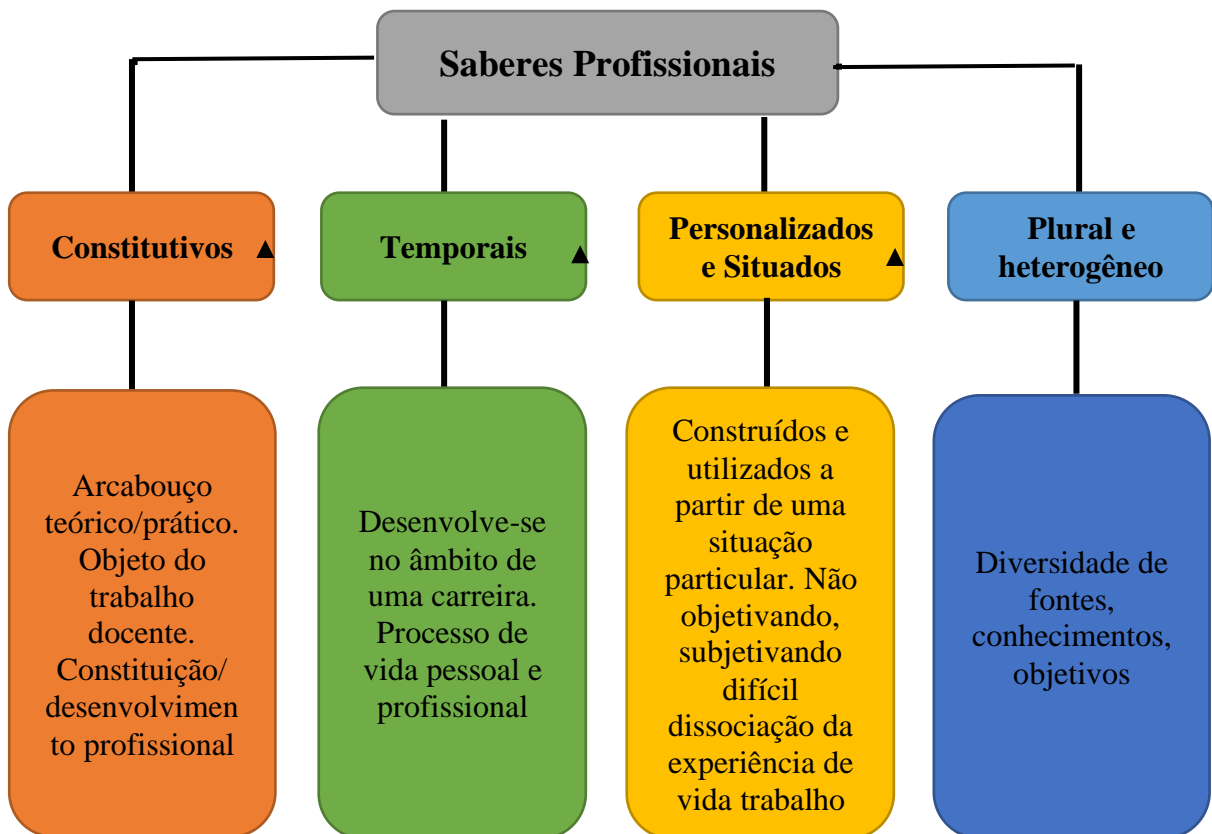 Saberes Profissionais
Constitutivos
Temporais
Personalizados
e Situados
Plural e
heterogêneo
Arcabouço
teórico/prático.
Objeto do
trabalho
docente.
Constituição/
desenvolvimen
to profissional
Desenvolve-se
no âmbito de
uma carreira.
Processo de
vida pessoal e
profissional
Construídos e
utilizados a
partir de uma
situação
particular. Não
objetivando,
subjetivando
difícil
dissociação da
experiência de
vida trabalho
Diversidade de
fontes,
conhecimentos,
objetivos